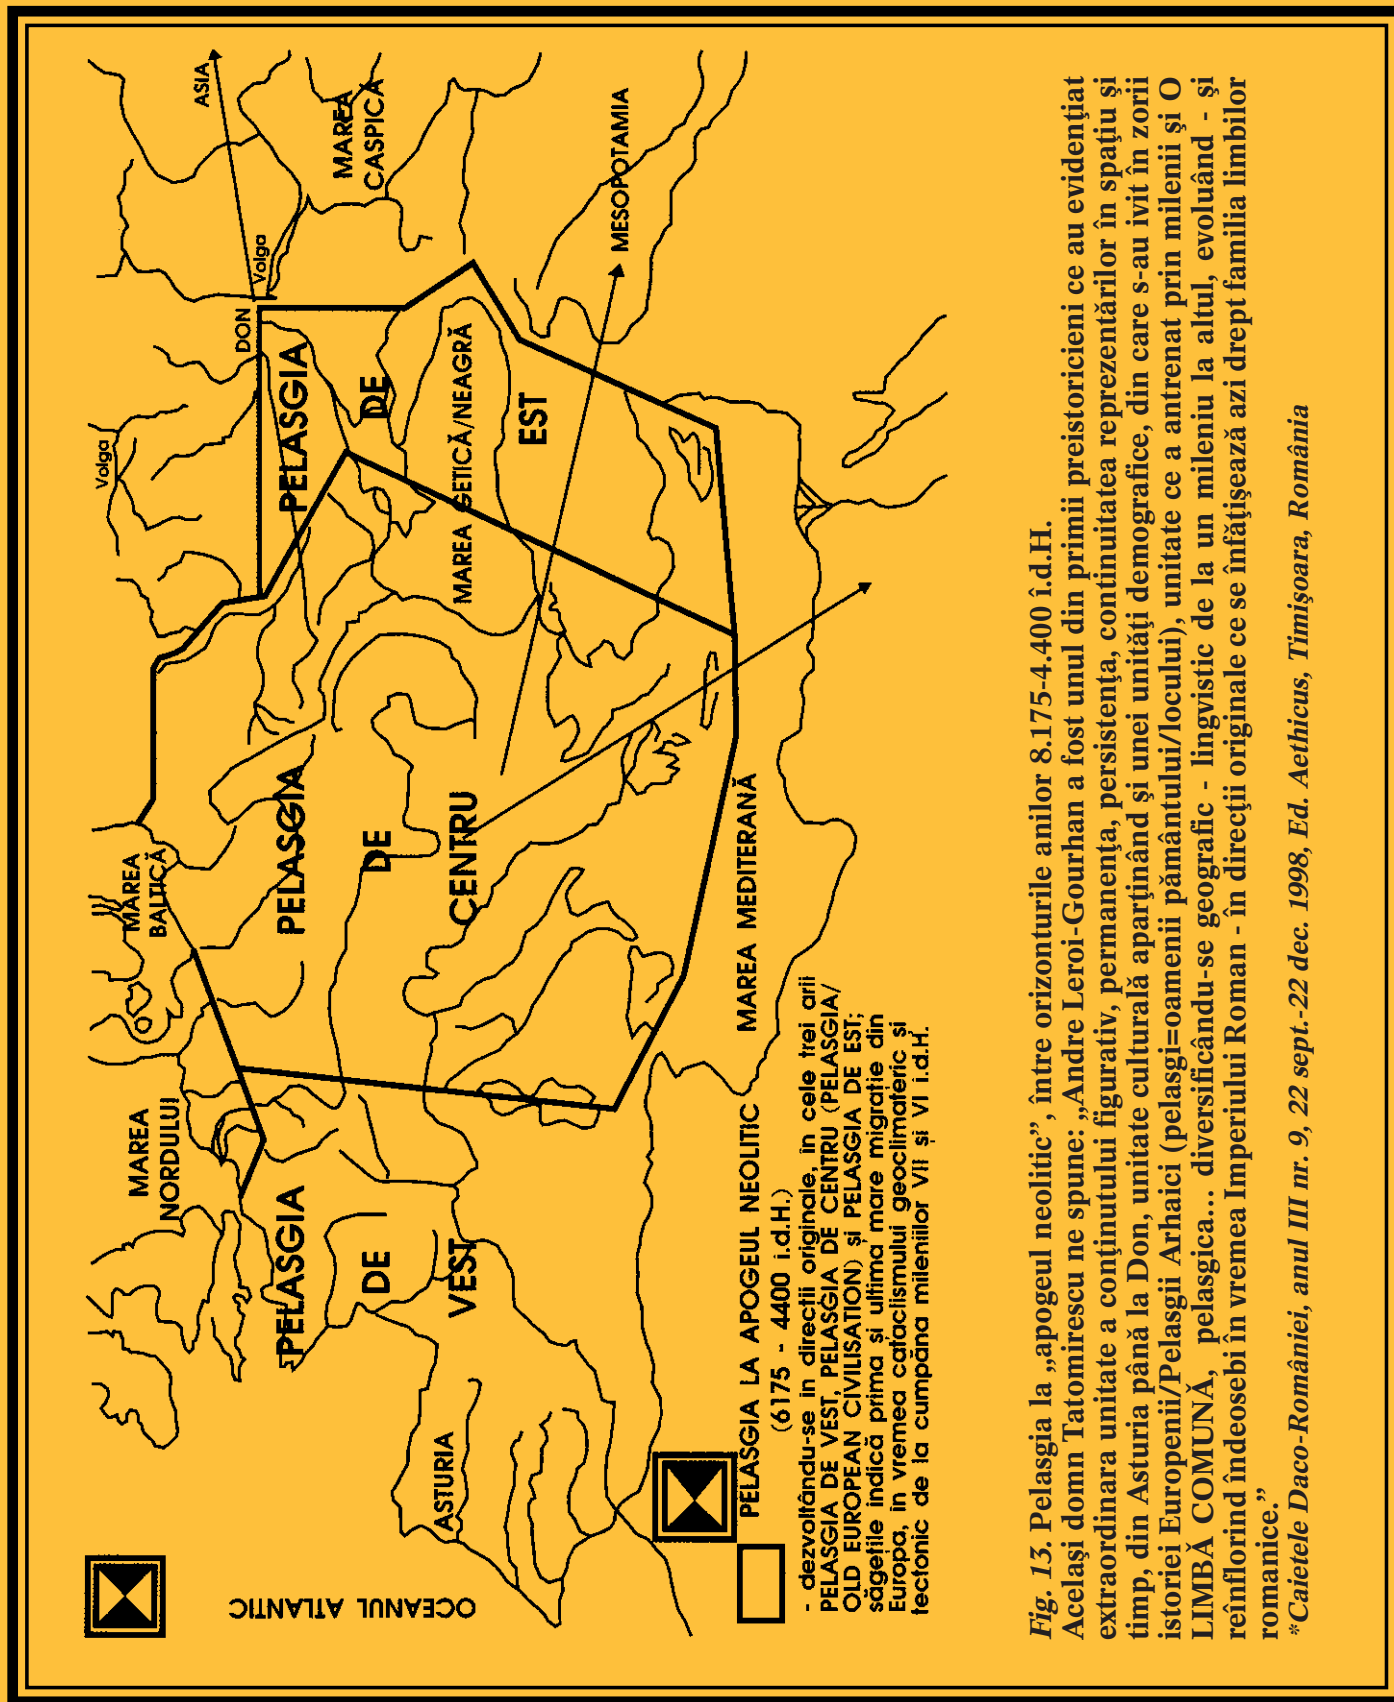 OCEANUL ATLANTIC
ASTURIA
MAREA
NORDULUI
MAREA
BALTICĂ
PELASGIA
DE
VEST
PELASGIA
DE
CENTRU
PELASGIA
DE
EST
Volga
DON
Volga
ASIA
MAREA
CASPICA
MAREA GETICĂ/NEAGRĂ
MESOPOTAMIA
MAREA MEDITERANĂ
PELASGIA LA APOGEUL NEOLITIC
(6175 - 4400 i.d.H.)
- dezvoltându-se în direcții originale, în cele trei arii
PELASGIA DE VEST, PELASGIA DE CENTRU (PELASGIA/
OLD EUROPEAN CIVILISATION) și PELASGIA DE EST;
săgețile indică prima și ultima mare migrație din
Europa, în vremea cataclismului geoclimateric și
tectonic de la cumpăna mileniilor VII și VI i.d.H.
Fig. 13. Pelasgia la „apogeul neolitic”, între orizonturile anilor 8.175-4.400 î.d.H.
Același domn Tatomirescu ne spune: „Andre Leroi-Gourhan a fost unul din primii preistoricieni ce au evidențiat
extraordinara unitate a conținutului figurativ, permanența, persistența, continuitatea reprezentărilor în spațiu și
timp, din Asturia până la Don, unitate culturală aparținând și unei unități demografice, din care s-au ivit în zorii
istoriei Europenii/Pelasgii Arhaici (pelasgi=oamenii pământului/locului), unitate ce a antrenat prin milenii și O
LIMBĂ COMUNĂ, pelasgica... diversificându-se geografic - lingvistic de la un mileniu la altul, evoluând - și
reînflorind îndeosebi în vremea Imperiului Roman - în direcții originale ce se înfățișează azi drept familia limbilor
romanice.”
*Caietele Daco-României, anul III nr. 9, 22 sept.-22 dec. 1998, Ed. Aethicus, Timișoara, România